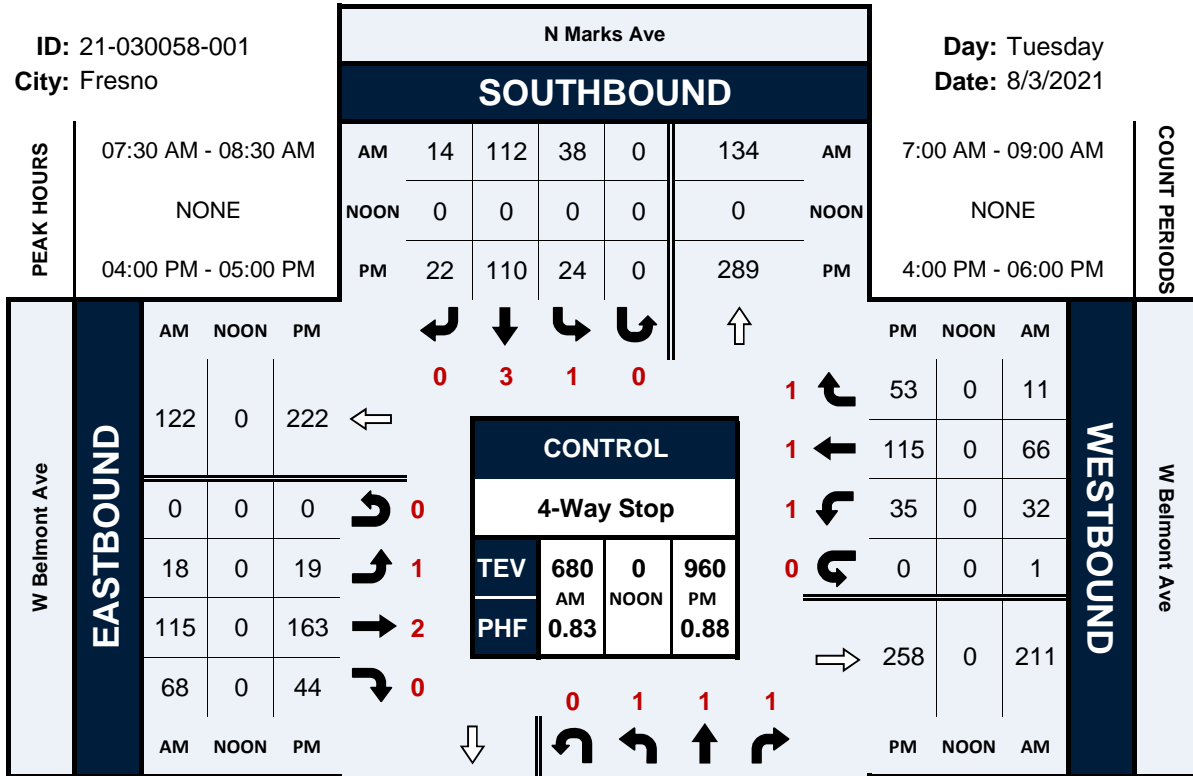 N Marks Ave
ID: 21-030058-001
Day: Tuesday
City: Fresno
Date: 8/3/2021
SOUTHBOUND
PEAK HOURS
07:30 AM - 08:30 AM
NONE
04:00 PM - 05:00 PM
AM 14 112 38 0 134 AM
NOON 0 0 0 0 0 NOON
PM 22 110 24 0 289 PM
7:00 AM - 09:00 AM
NONE
4:00 PM - 06:00 PM
COUNT PERIODS
0 3 1 0
W Belmont Ave
EASTBOUND
AM NOON PM
122 0 222
0 0 0 0
18 0 19 1
115 0 163 2
68 0 44 0
AM NOON PM
CONTROL
4-Way Stop
TEV 680 0 960
AM NOON PM
PHF 0.83 0.88
PM NOON AM
1 53 0 11
1 115 0 66
1 35 0 32
0 0 0 1
258 0 211
PM NOON AM
WESTBOUND
W Belmont Ave
0 1 1 1